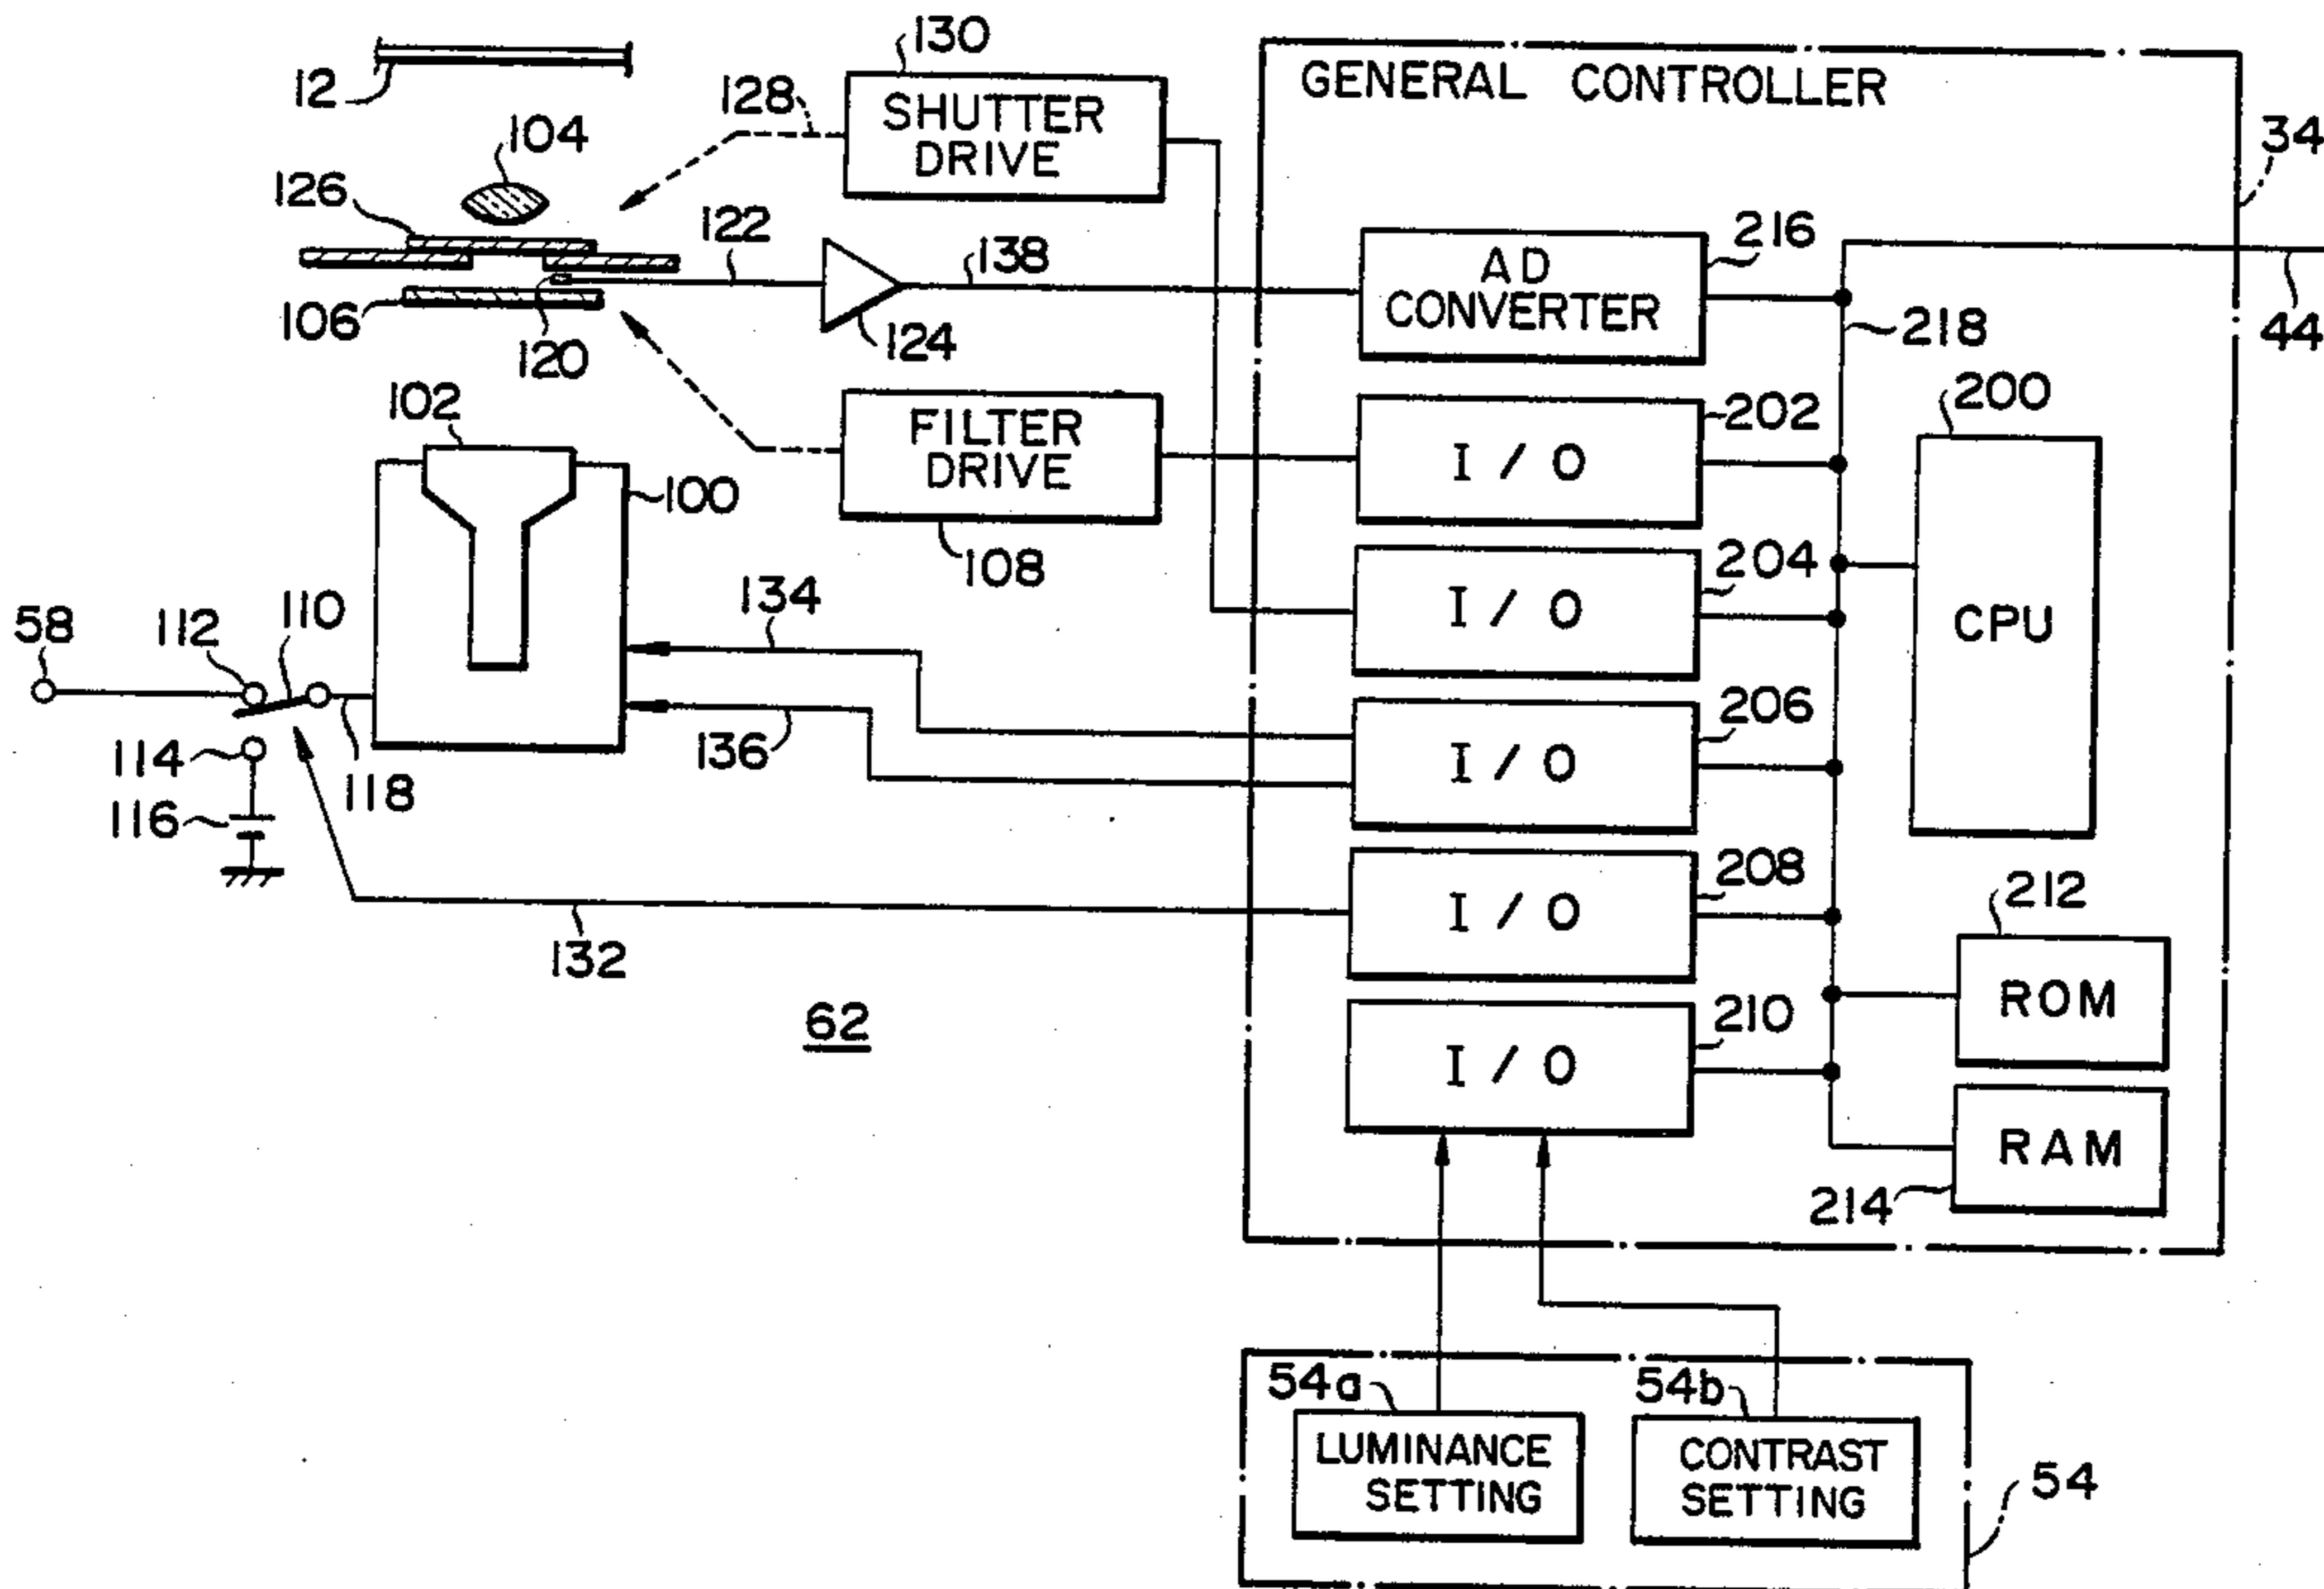 130
12
128
SHUTTER
DRIVE
GENERAL CONTROLLER
34
104
126
122
138
AD
CONVERTER
216
106
120
124
218
44
102
FILTER
DRIVE
I / O
202
200
100
108
I / O
204
CPU
58
112
110
134
114
118
136
I / O
206
116
132
I / O
208
212
ROM
62
I / O
210
RAM
214
54a
54b
LUMINANCE
SETTING
CONTRAST
SETTING
54